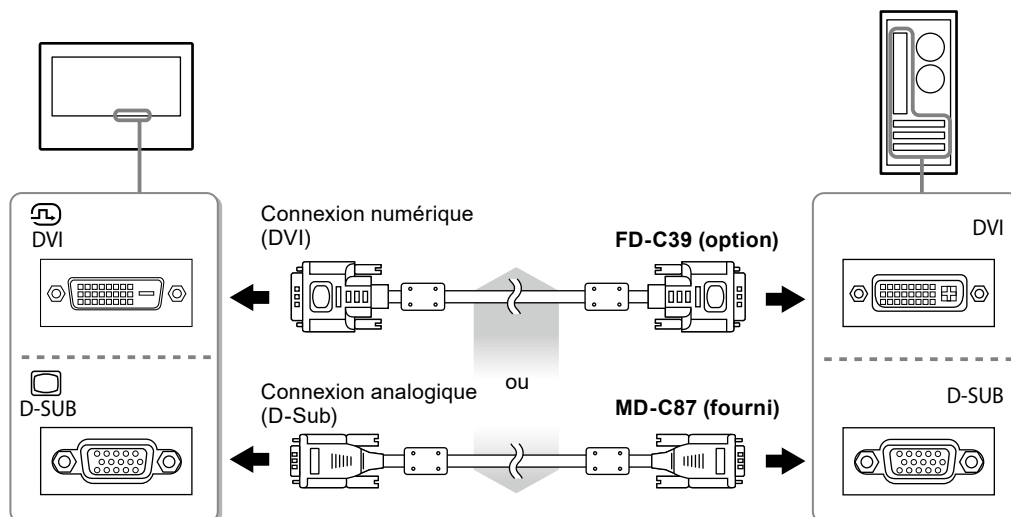 DVI
Connexion numérique
(DVI)
FD-C39 (option)
DVI
ou
D-SUB
Connexion analogique
(D-Sub)
MD-C87 (fourni)
D-SUB